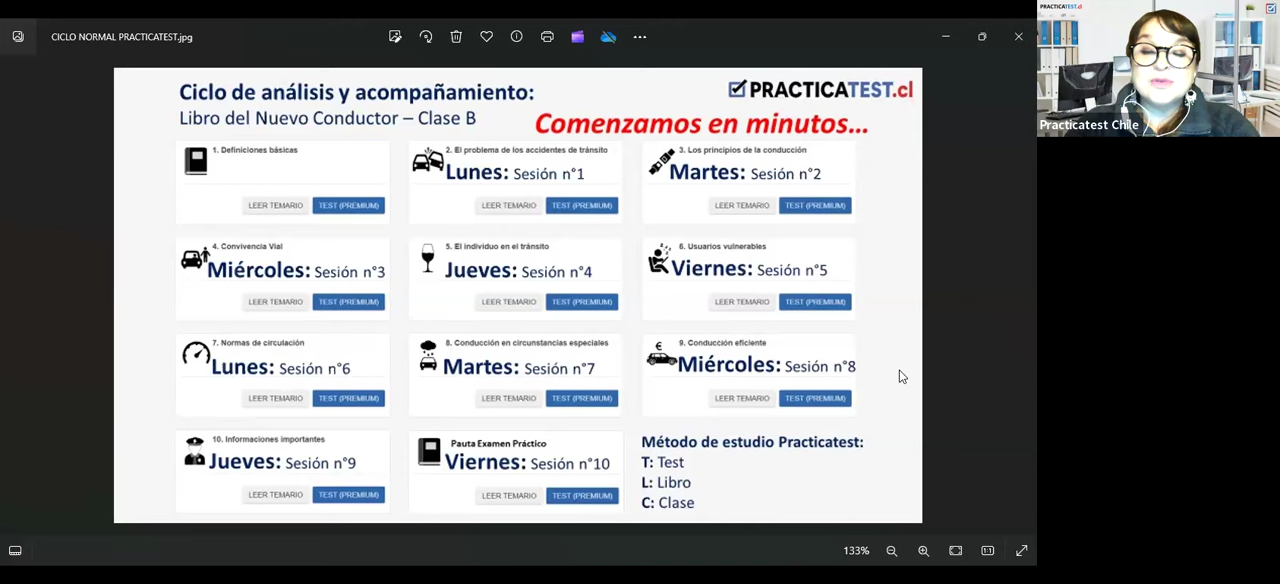 CICLO NORMAL PRACTICATEST.jpg
PRACTICATEST.cl
Practicatest Chile
Ciclo de análisis y acompañamiento:
PRACTICATEST.cl
Libro del Nuevo Conductor – Clase B
Comenzamos en minutos...
1. Definiciones básicas
LEER TEMARIO TEST (PREMIUM)
2. El problema de los accidentes de tránsito
Lunes: Sesión n°1
LEER TEMARIO TEST (PREMIUM)
3. Los principios de la conducción
Martes: Sesión n°2
LEER TEMARIO TEST (PREMIUM)
4. Convivencia Vial
Miércoles: Sesión n°3
LEER TEMARIO TEST (PREMIUM)
5. El individuo en el tránsito
Jueves: Sesión n°4
LEER TEMARIO TEST (PREMIUM)
6. Usuarios vulnerables
Viernes: Sesión n°5
LEER TEMARIO TEST (PREMIUM)
7. Normas de circulación
Lunes: Sesión n°6
LEER TEMARIO TEST (PREMIUM)
8. Conducción en circunstancias especiales
Martes: Sesión n°7
LEER TEMARIO TEST (PREMIUM)
9. Conducción eficiente
€
Miércoles: Sesión n°8
LEER TEMARIO TEST (PREMIUM)
10. Informaciones importantes
Jueves: Sesión n°9
LEER TEMARIO TEST (PREMIUM)
Pauta Examen Práctico
Viernes: Sesión n°10
LEER TEMARIO TEST (PREMIUM)
Método de estudio Practicatest:
T: Test
L: Libro
C: Clase
133%
1:1